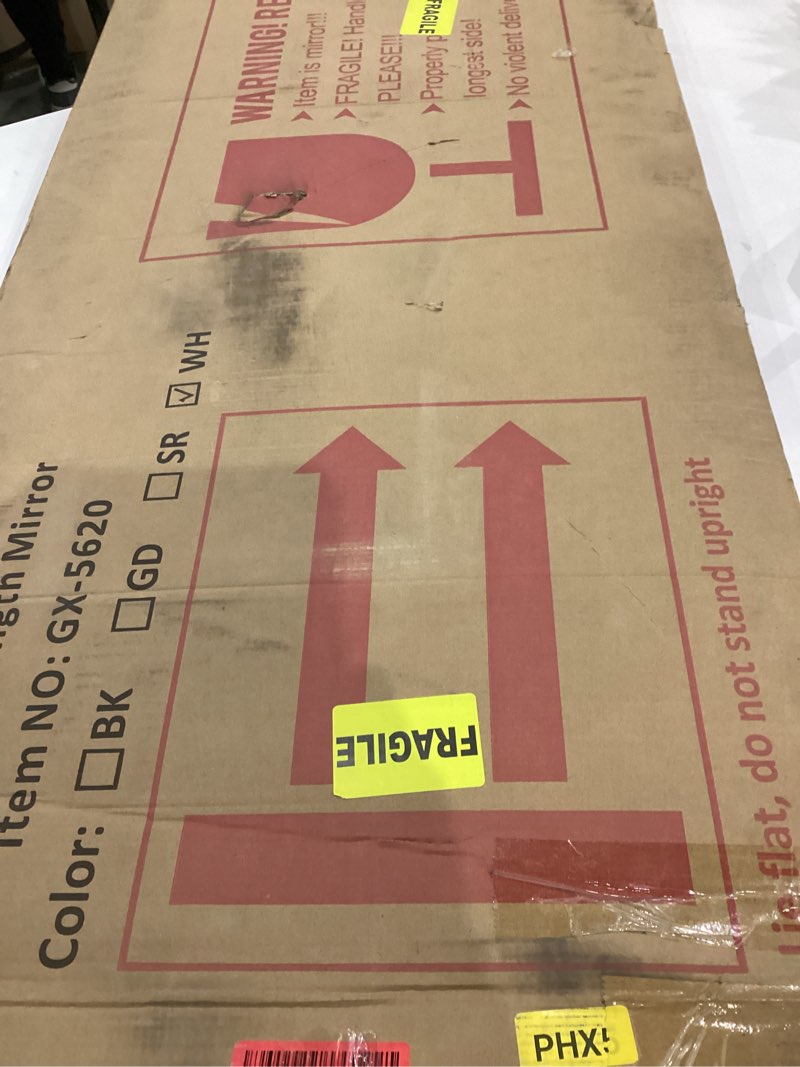 WARNING! RE
➤ Item is mirror!!!
➤ FRAGILE! Handl
PLEASE!!!
➤ Properly p
longest side!
➤ No violent deliv
FRAGILE
Mirror
Item NO: GX-5620
Color: ☐ BK ☐ GD ☐ SR ☑ WH
FRAGILE
Lie flat, do not stand upright
PHX